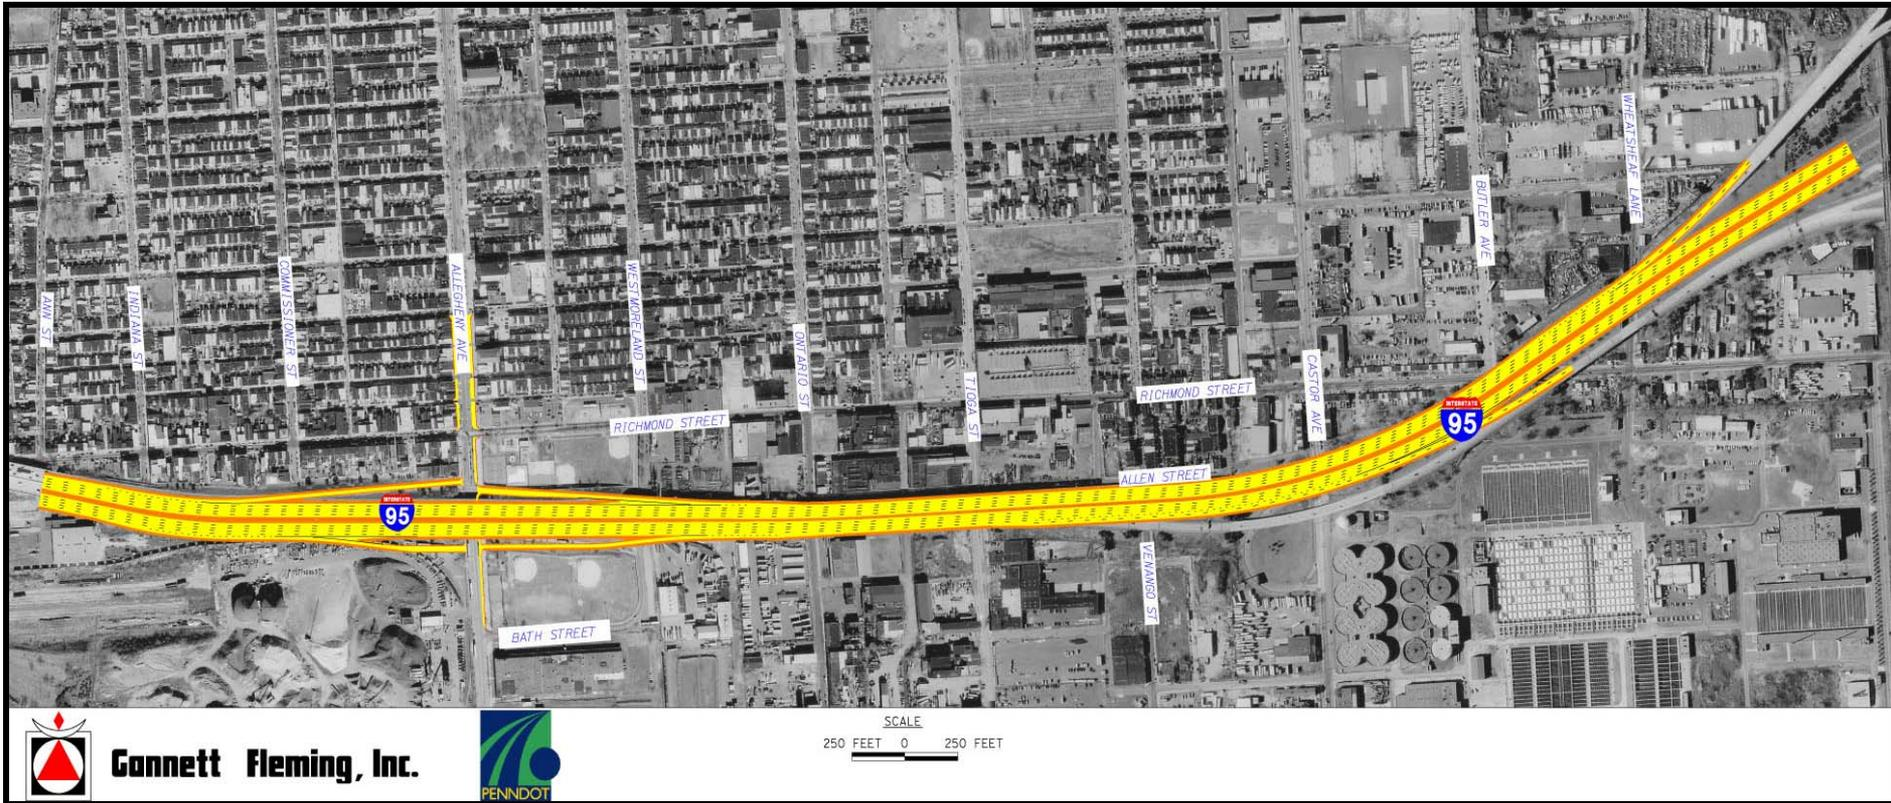 WHEATSHEAF LANE
BUTLER AVE
ANN ST
INDIANA ST
COMMISSIONER ST
ALLEGHENY AVE
WESTMORELAND ST
ONTARIO ST
TIOGA ST
CASTOR AVE
RICHMOND STREET
RICHMOND STREET
INTERSTATE
95
ALLEN STREET
INTERSTATE
95
VENANGO ST
BATH STREET
Gannett Fleming, Inc.
PENNDOT
SCALE
250 FEET 0 250 FEET